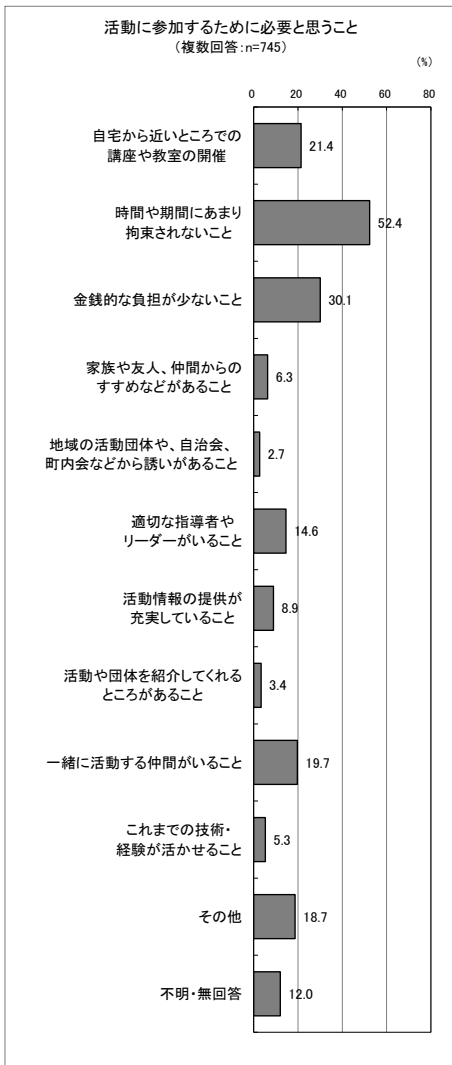 活動に参加するために必要と思うこと
（複数回答：n=745）
(%)
0 20 40 60 80
自宅から近いところでの
講座や教室の開催
21.4
時間や期間にあまり
拘束されないこと
52.4
金銭的な負担が少ないこと
30.1
家族や友人、仲間からの
すすめなどがあること
6.3
地域の活動団体や、自治会、
町内会などから誘いがあること
2.7
適切な指導者や
リーダーがいること
14.6
活動情報の提供が
充実していること
8.9
活動や団体を紹介してくれる
ところがあること
3.4
一緒に活動する仲間がいること
19.7
これまでの技術・
経験が活かせること
5.3
その他
18.7
不明・無回答
12.0